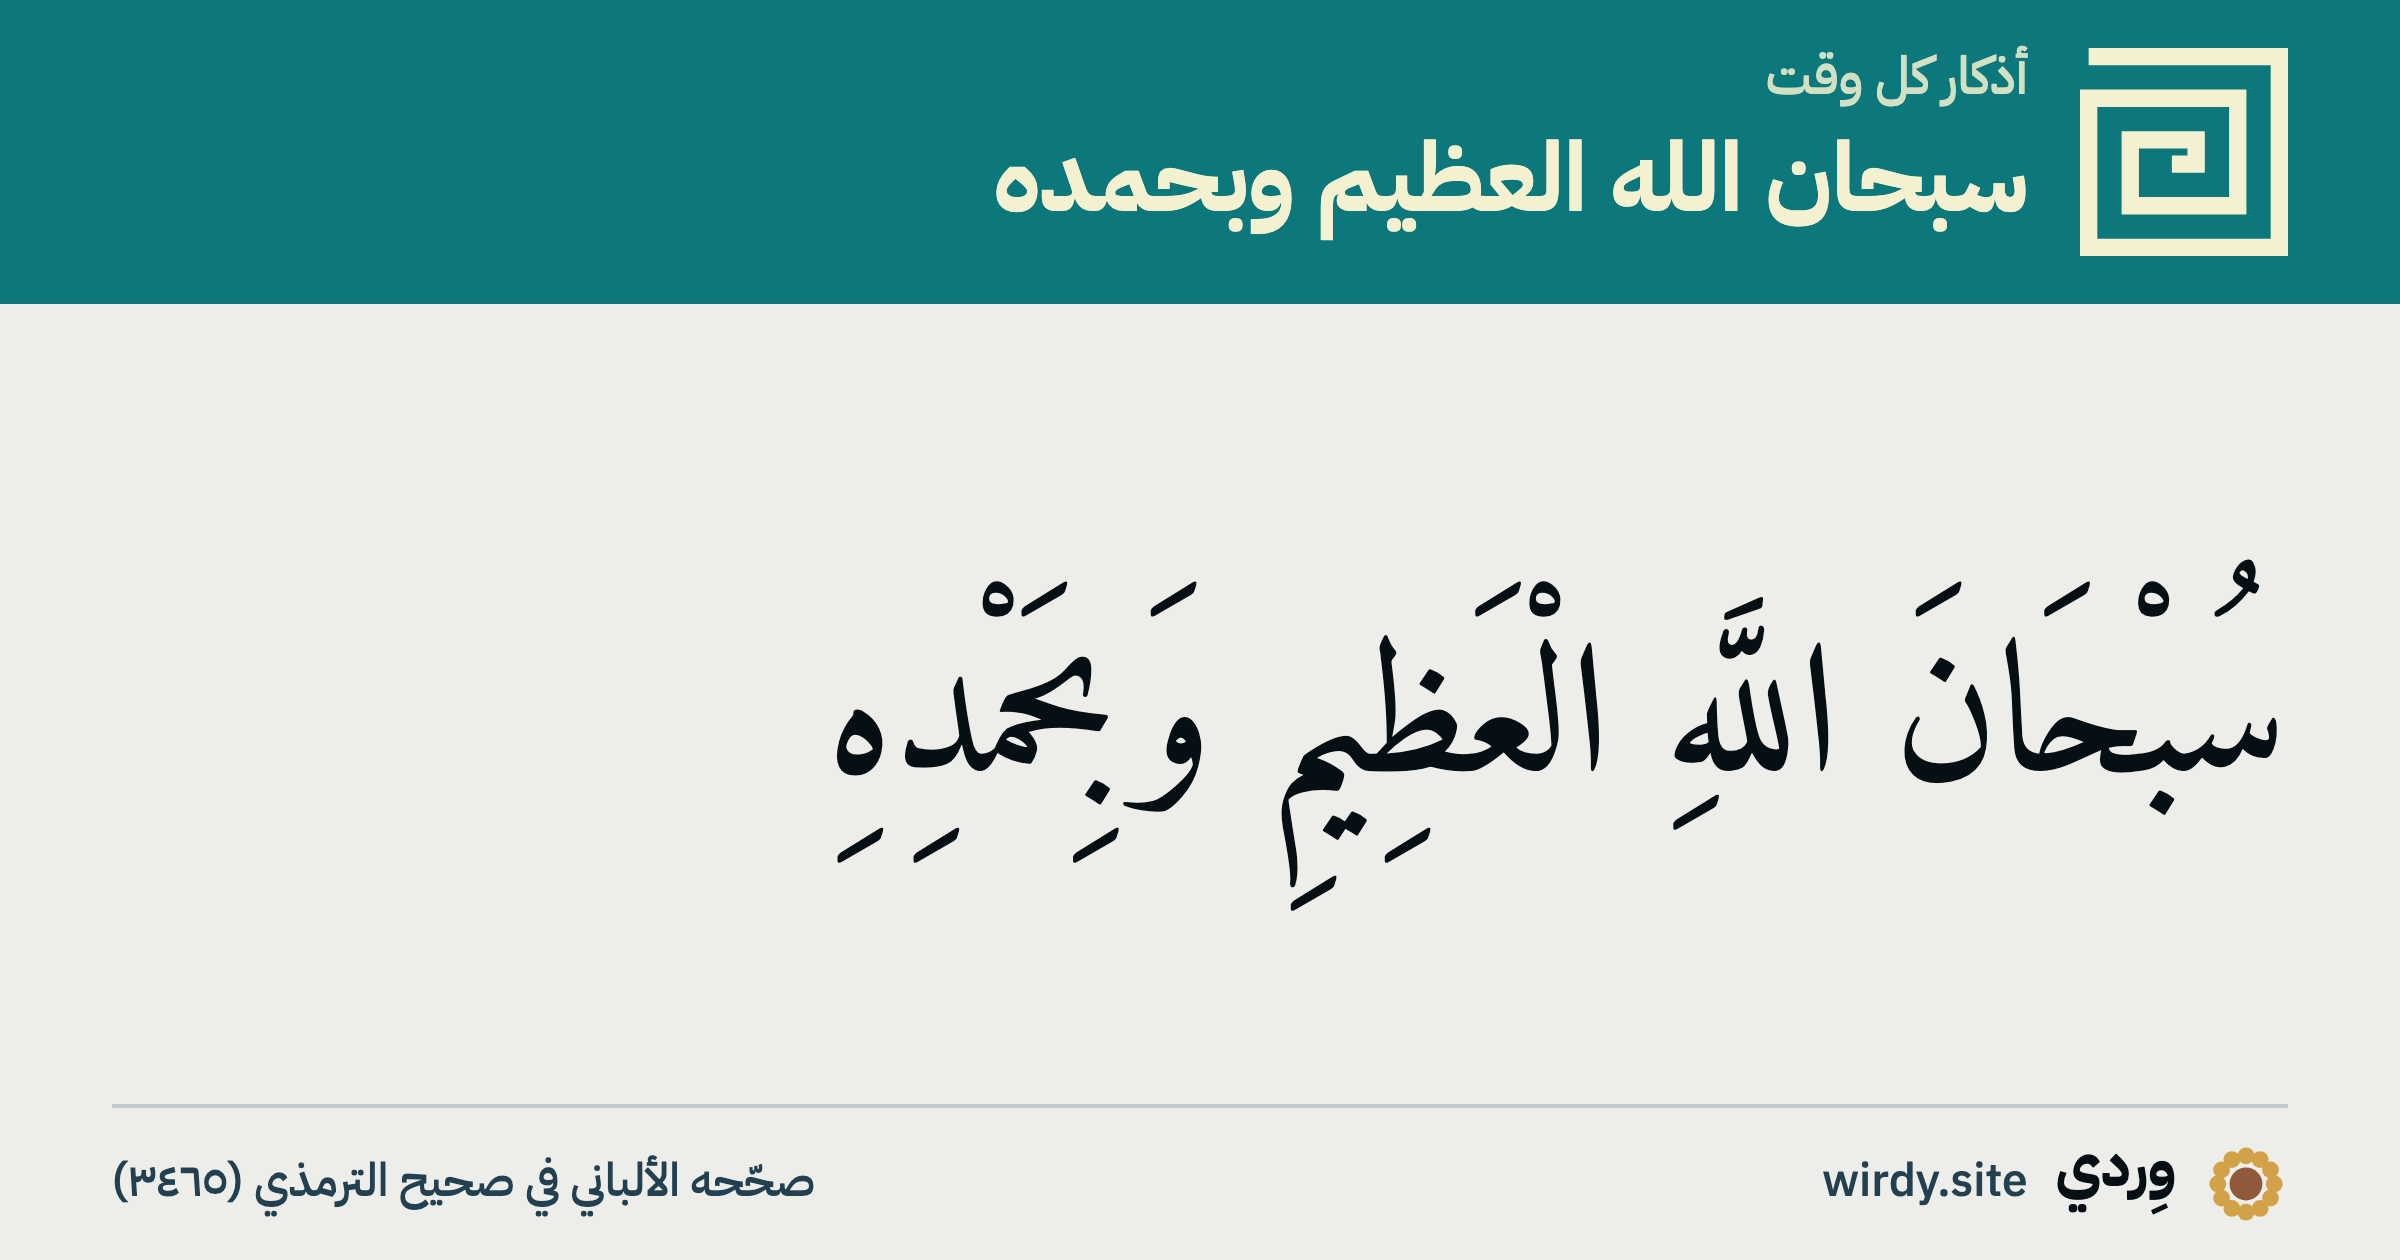 أذكار كل وقت
سبحان الله العظيم وبحمده
سُبْحَانَ اللَّهِ الْعَظِيمِ وَبِحَمْدِهِ
وِردي wirdy.site
صحّحه الألباني في صحيح الترمذي (٣٤٦٥)